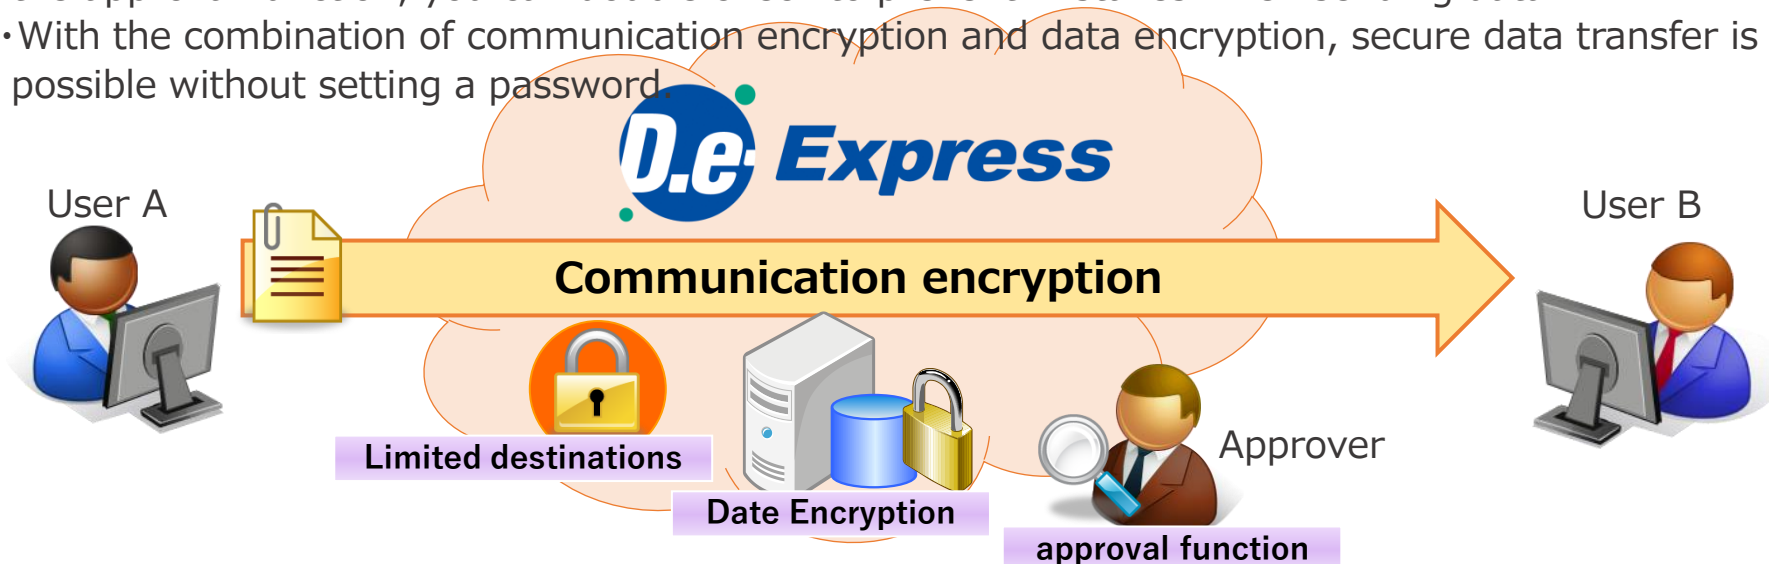 ・With the combination of communication encryption and data encryption, secure data transfer is
possible without setting a password.
D.e-Express
User A
User B
Communication encryption
Limited destinations
Approver
Date Encryption
approval function